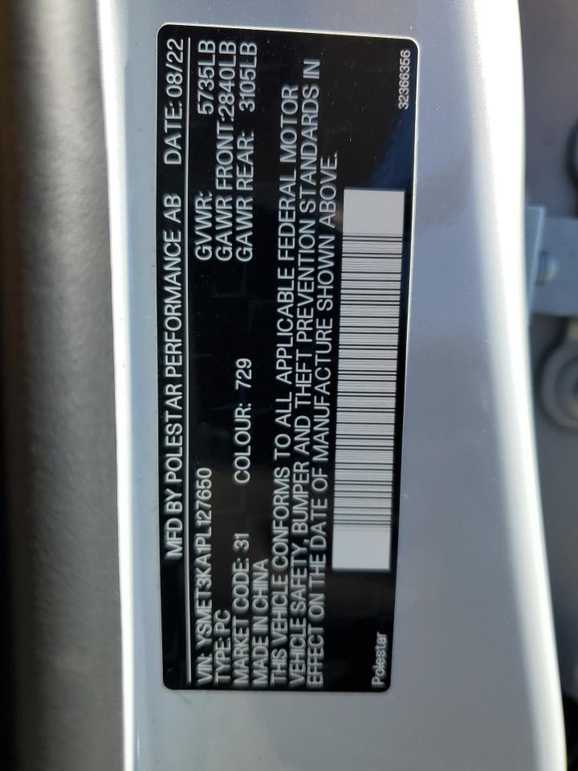 MFD BY POLESTAR PERFORMANCE AB DATE: 08/22
VIN: YSMET3KA1PL127650 GVWR: 5735LB
TYPE: PC GAWR FRONT: 2840LB
MARKET CODE: 31 COLOUR: 729 GAWR REAR: 3105LB
MADE IN CHINA
THIS VEHICLE CONFORMS TO ALL APPLICABLE FEDERAL MOTOR
VEHICLE SAFETY, BUMPER AND THEFT PREVENTION STANDARDS IN
EFFECT ON THE DATE OF MANUFACTURE SHOWN ABOVE.
Polestar 32366356